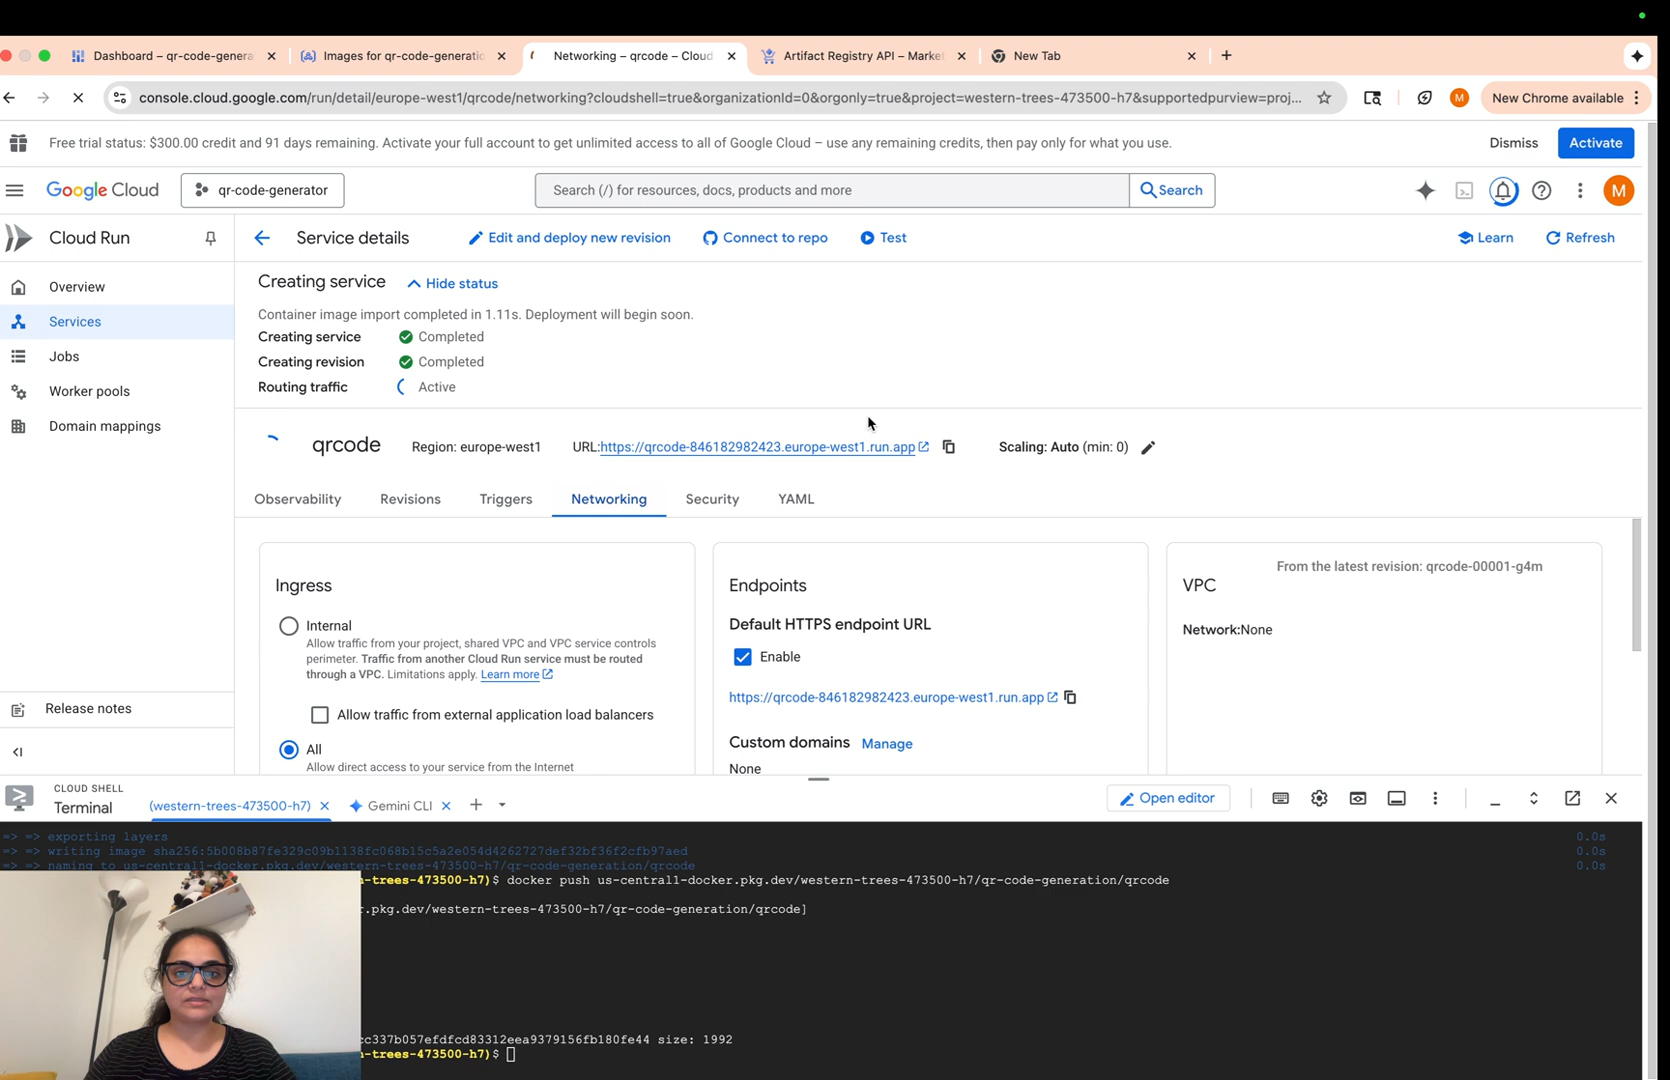 Dashboard – qr-code-genera
Images for qr-code-generatio
Networking – qrcode – Cloud
Artifact Registry API – Market
New Tab
console.cloud.google.com/run/detail/europe-west1/qrcode/networking?cloudshell=true&organizationId=0&orgonly=true&project=western-trees-473500-h7&supportedpurview=proj...
M
New Chrome available
Free trial status: $300.00 credit and 91 days remaining. Activate your full account to get unlimited access to all of Google Cloud – use any remaining credits, then pay only for what you use.
Dismiss
Activate
Google Cloud
qr-code-generator
Search (/) for resources, docs, products and more
Search
M
Cloud Run
Service details
Edit and deploy new revision
Connect to repo
Test
Learn
Refresh
Overview
Services
Jobs
Worker pools
Domain mappings
Release notes
Creating service
Hide status
Container image import completed in 1.11s. Deployment will begin soon.
Creating service Completed
Creating revision Completed
Routing traffic Active
qrcode
Region: europe-west1
URL:https://qrcode-846182982423.europe-west1.run.app
Scaling: Auto (min: 0)
Observability
Revisions
Triggers
Networking
Security
YAML
Ingress
Internal
Allow traffic from your project, shared VPC and VPC service controls
perimeter. Traffic from another Cloud Run service must be routed
through a VPC. Limitations apply. Learn more
Allow traffic from external application load balancers
All
Allow direct access to your service from the Internet
Endpoints
Default HTTPS endpoint URL
Enable
https://qrcode-846182982423.europe-west1.run.app
Custom domains Manage
None
From the latest revision: qrcode-00001-g4m
VPC
Network:None
CLOUD SHELL
Terminal
(western-trees-473500-h7)
Gemini CLI
Open editor
=> => exporting layers 0.0s
=> => writing image sha256:5b008b87fe329c09b1138fc068b15c5a2e054d4262727def32bf36f2cfb97aed 0.0s
=> => naming to us-central1-docker.pkg.dev/western-trees-473500-h7/qr-code-generation/qrcode 0.0s
-trees-473500-h7)$ docker push us-central1-docker.pkg.dev/western-trees-473500-h7/qr-code-generation/qrcode
.pkg.dev/western-trees-473500-h7/qr-code-generation/qrcode]
cc337b057efdfcd83312eea9379156fb180fe44 size: 1992
-trees-473500-h7)$